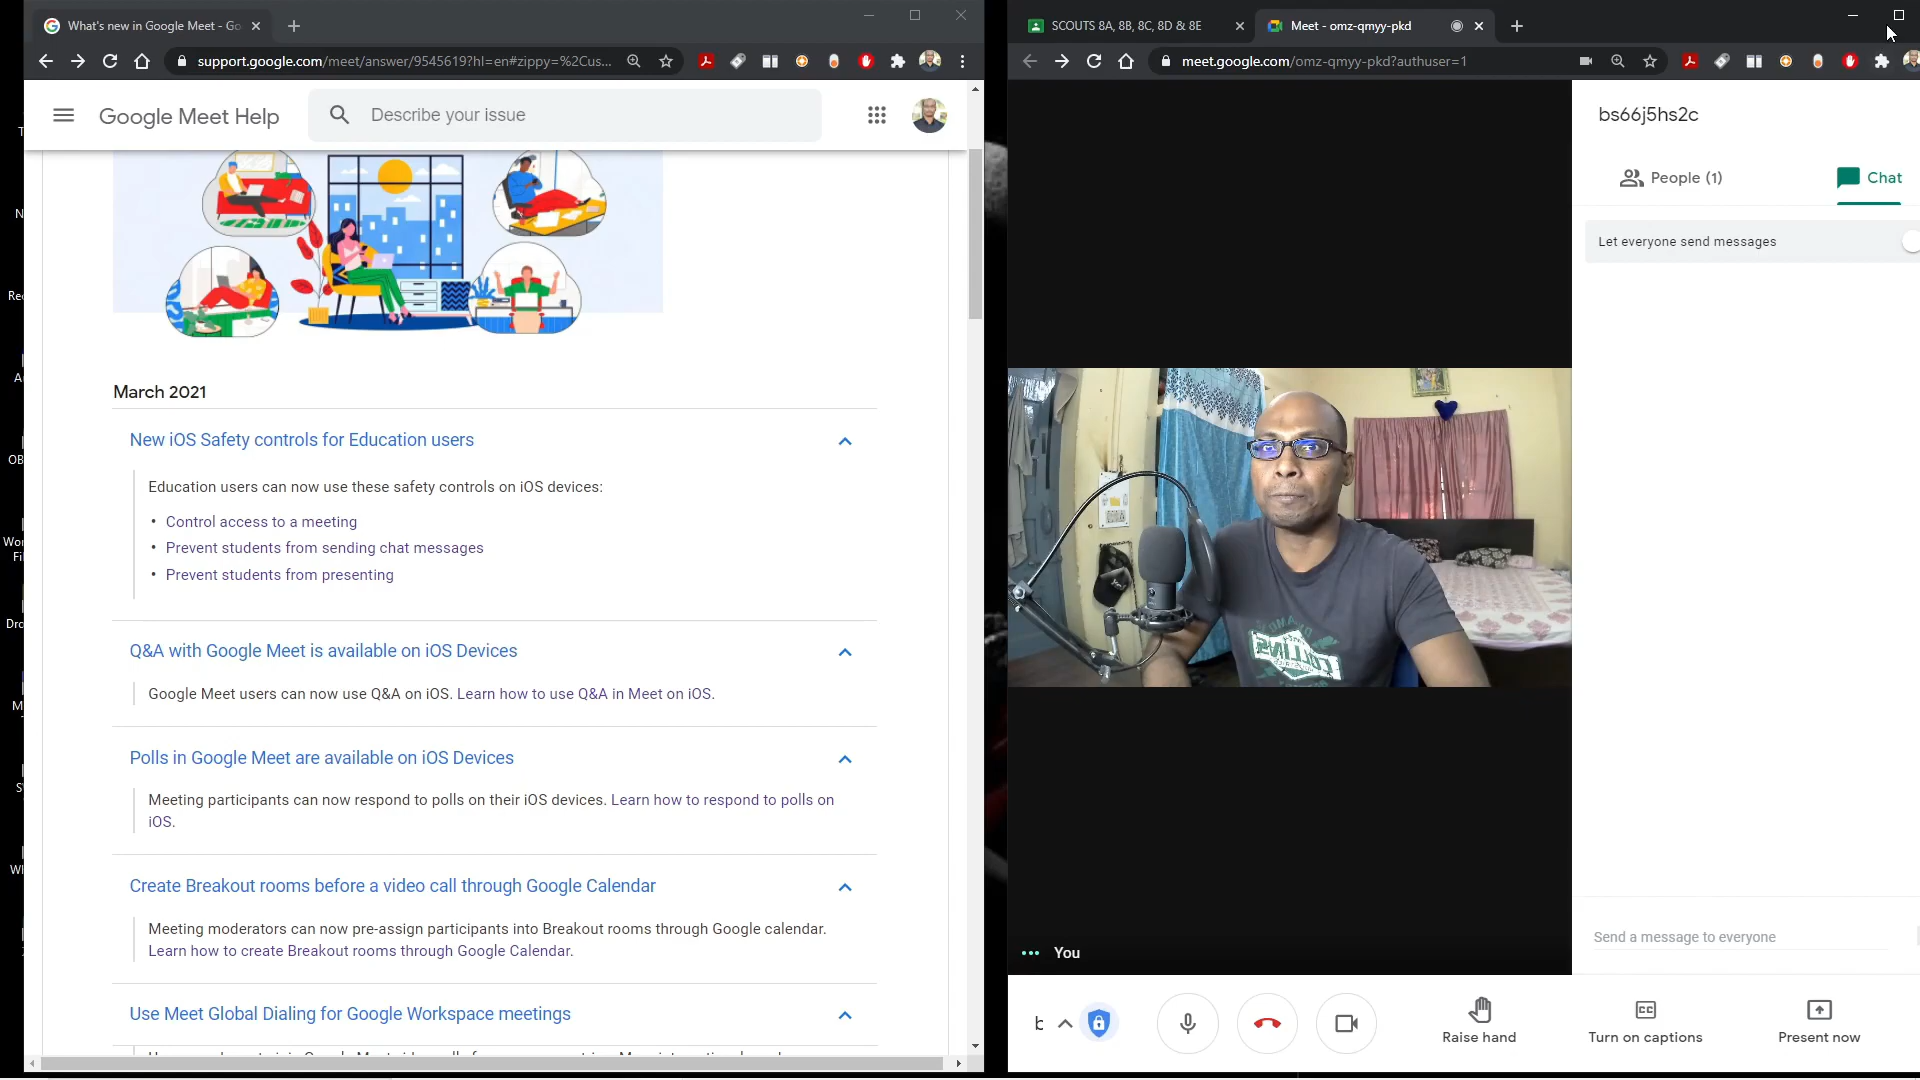 What's new in Google Meet - Go
support.google.com/meet/answer/9545619?hl=en#zippy=%2Cus...
Google Meet Help
Describe your issue
March 2021
New iOS Safety controls for Education users
Education users can now use these safety controls on iOS devices:
• Control access to a meeting
• Prevent students from sending chat messages
• Prevent students from presenting
Q&A with Google Meet is available on iOS Devices
Google Meet users can now use Q&A on iOS. Learn how to use Q&A in Meet on iOS.
Polls in Google Meet are available on iOS Devices
Meeting participants can now respond to polls on their iOS devices. Learn how to respond to polls on
iOS.
Create Breakout rooms before a video call through Google Calendar
Meeting moderators can now pre-assign participants into Breakout rooms through Google calendar.
Learn how to create Breakout rooms through Google Calendar.
Use Meet Global Dialing for Google Workspace meetings
SCOUTS 8A, 8B, 8C, 8D & 8E
Meet - omz-qmyy-pkd
meet.google.com/omz-qmyy-pkd?authuser=1
bs66j5hs2c
People (1)
Chat
Let everyone send messages
Send a message to everyone
You
Raise hand
Turn on captions
Present now